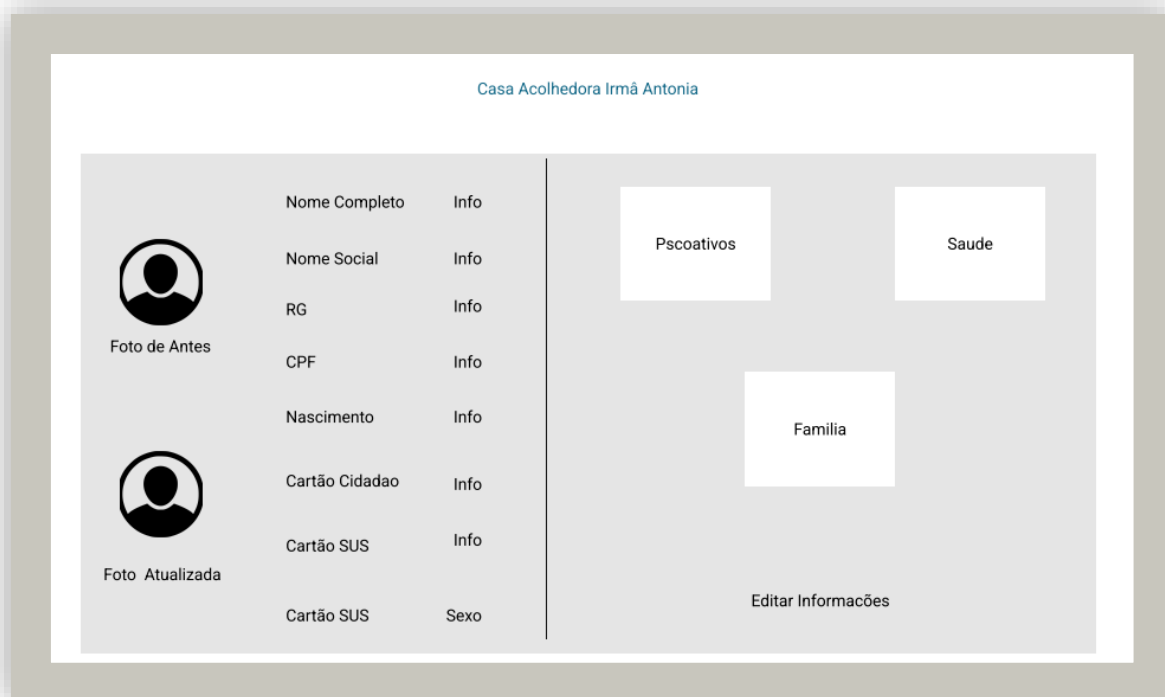 Casa Acolhedora Irmâ Antonia
Nome Completo Info
Nome Social Info
RG Info
CPF Info
Nascimento Info
Cartão Cidadao Info
Cartão SUS Info
Cartão SUS Sexo
Foto de Antes
Foto Atualizada
Pscoativos
Saude
Familia
Editar Informacões